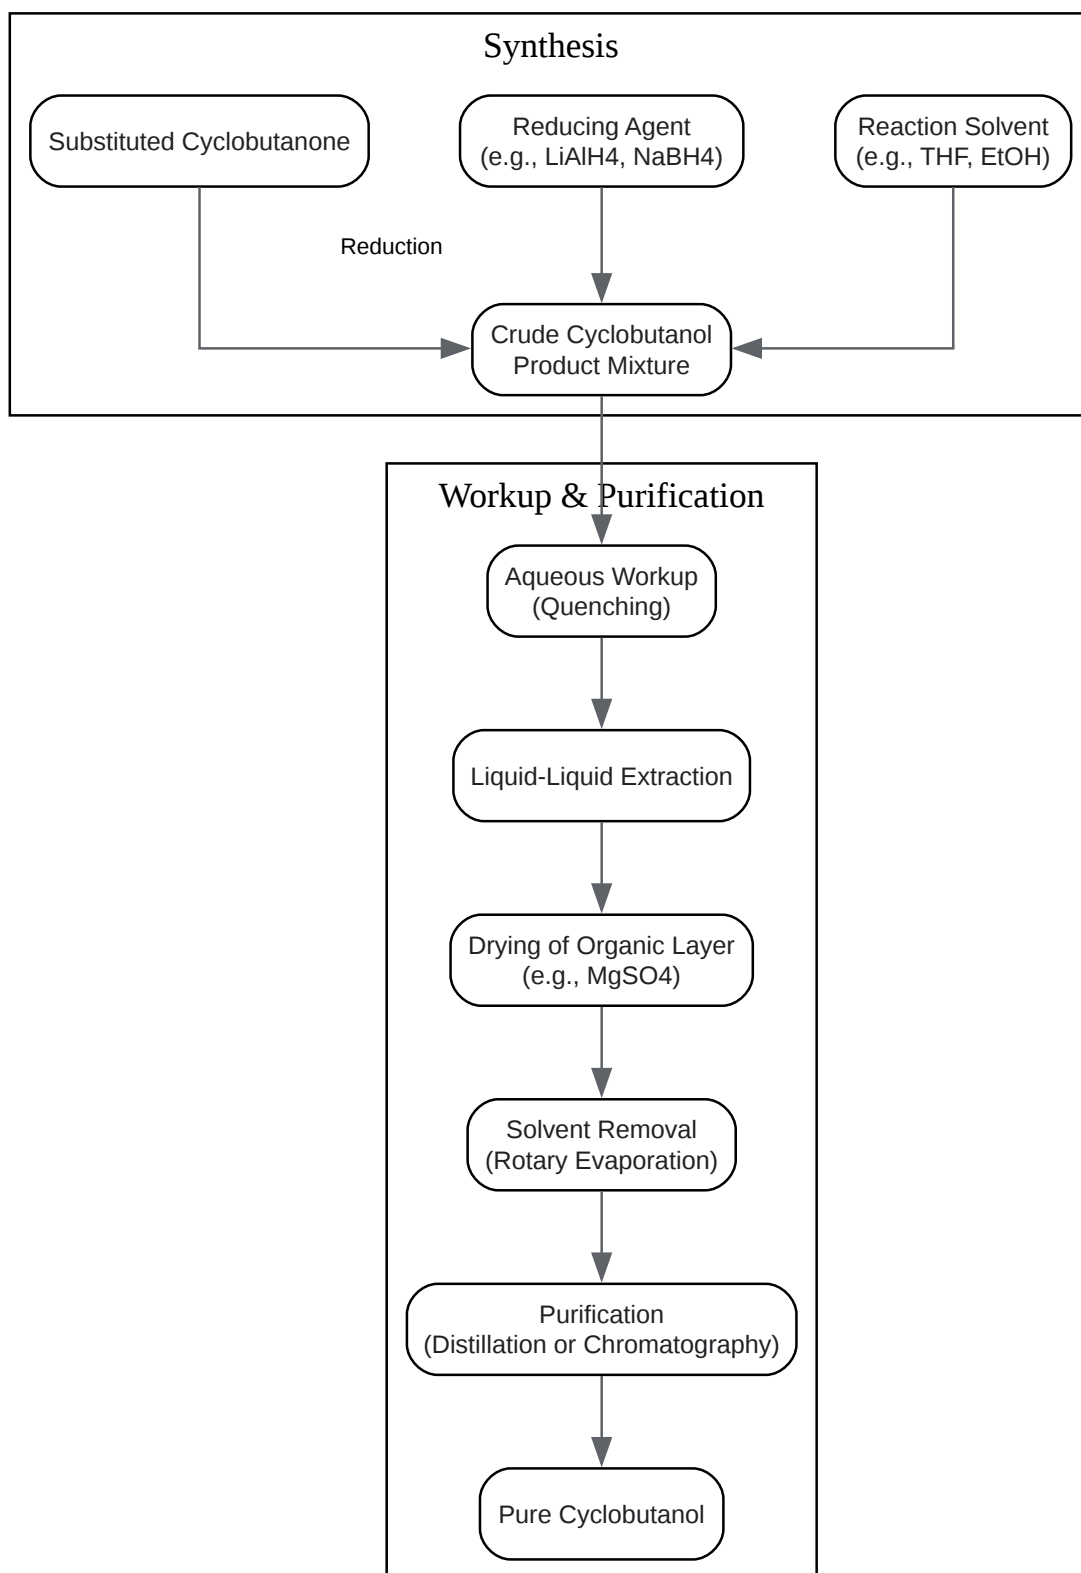 Synthesis
Substituted Cyclobutanone
Reducing Agent
(e.g., LiAlH4, NaBH4)
Reaction Solvent
(e.g., THF, EtOH)
Reduction
Crude Cyclobutanol
Product Mixture
Workup & Purification
Aqueous Workup
(Quenching)
Liquid-Liquid Extraction
Drying of Organic Layer
(e.g., MgSO4)
Solvent Removal
(Rotary Evaporation)
Purification
(Distillation or Chromatography)
Pure Cyclobutanol